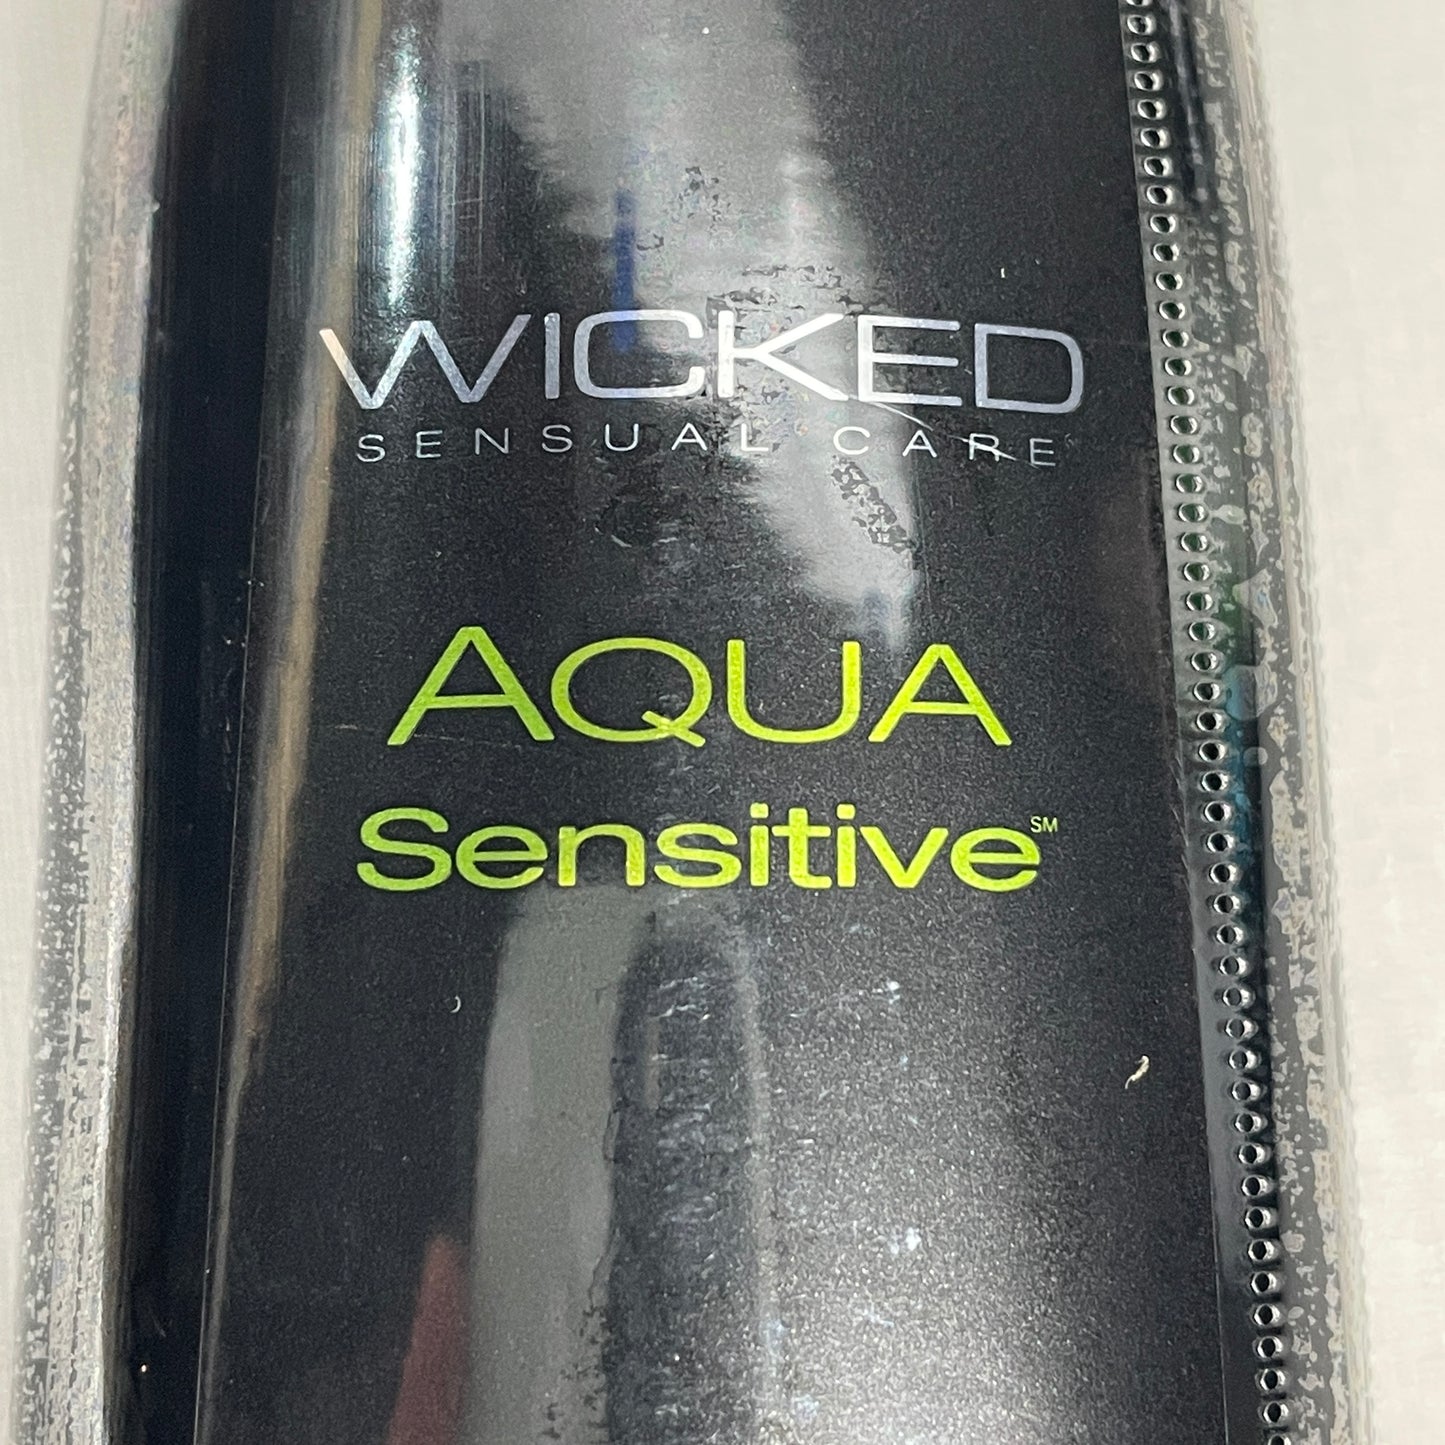 WICKED
SENSUAL CARE
AQUA
Sensitive℠